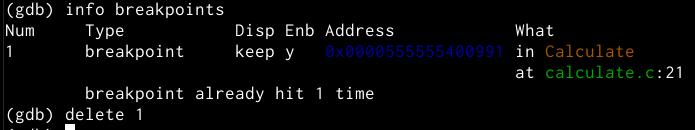 (gdb) info breakpoints
Num     Type           Disp Enb Address            What
1       breakpoint     keep y   0x0000555555400991 in Calculate
                                                   at calculate.c:21
        breakpoint already hit 1 time
(gdb) delete 1